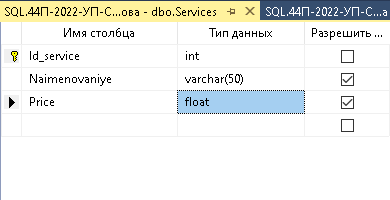 SQL.44П-2022-УП-С...ова - dbo.Services
SQL.44П-2022-УП-С...а
Имя столбца Тип данных Разрешить ...
Id_service int
Naimenovaniye varchar(50)
Price float